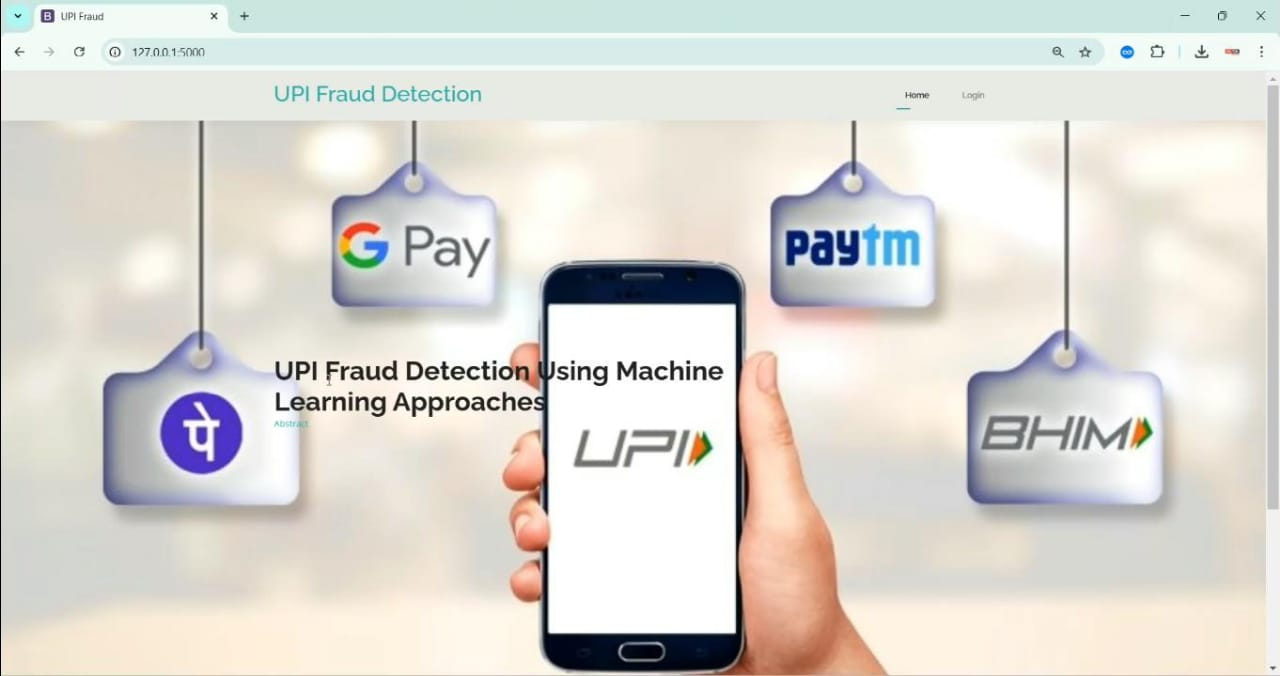 UPI Fraud
127.0.0.1:5000
UPI Fraud Detection
Home
Login
G Pay
paytm
UPI Fraud Detection Using Machine
Learning Approaches
Abstract
पे
UPI
BHIM